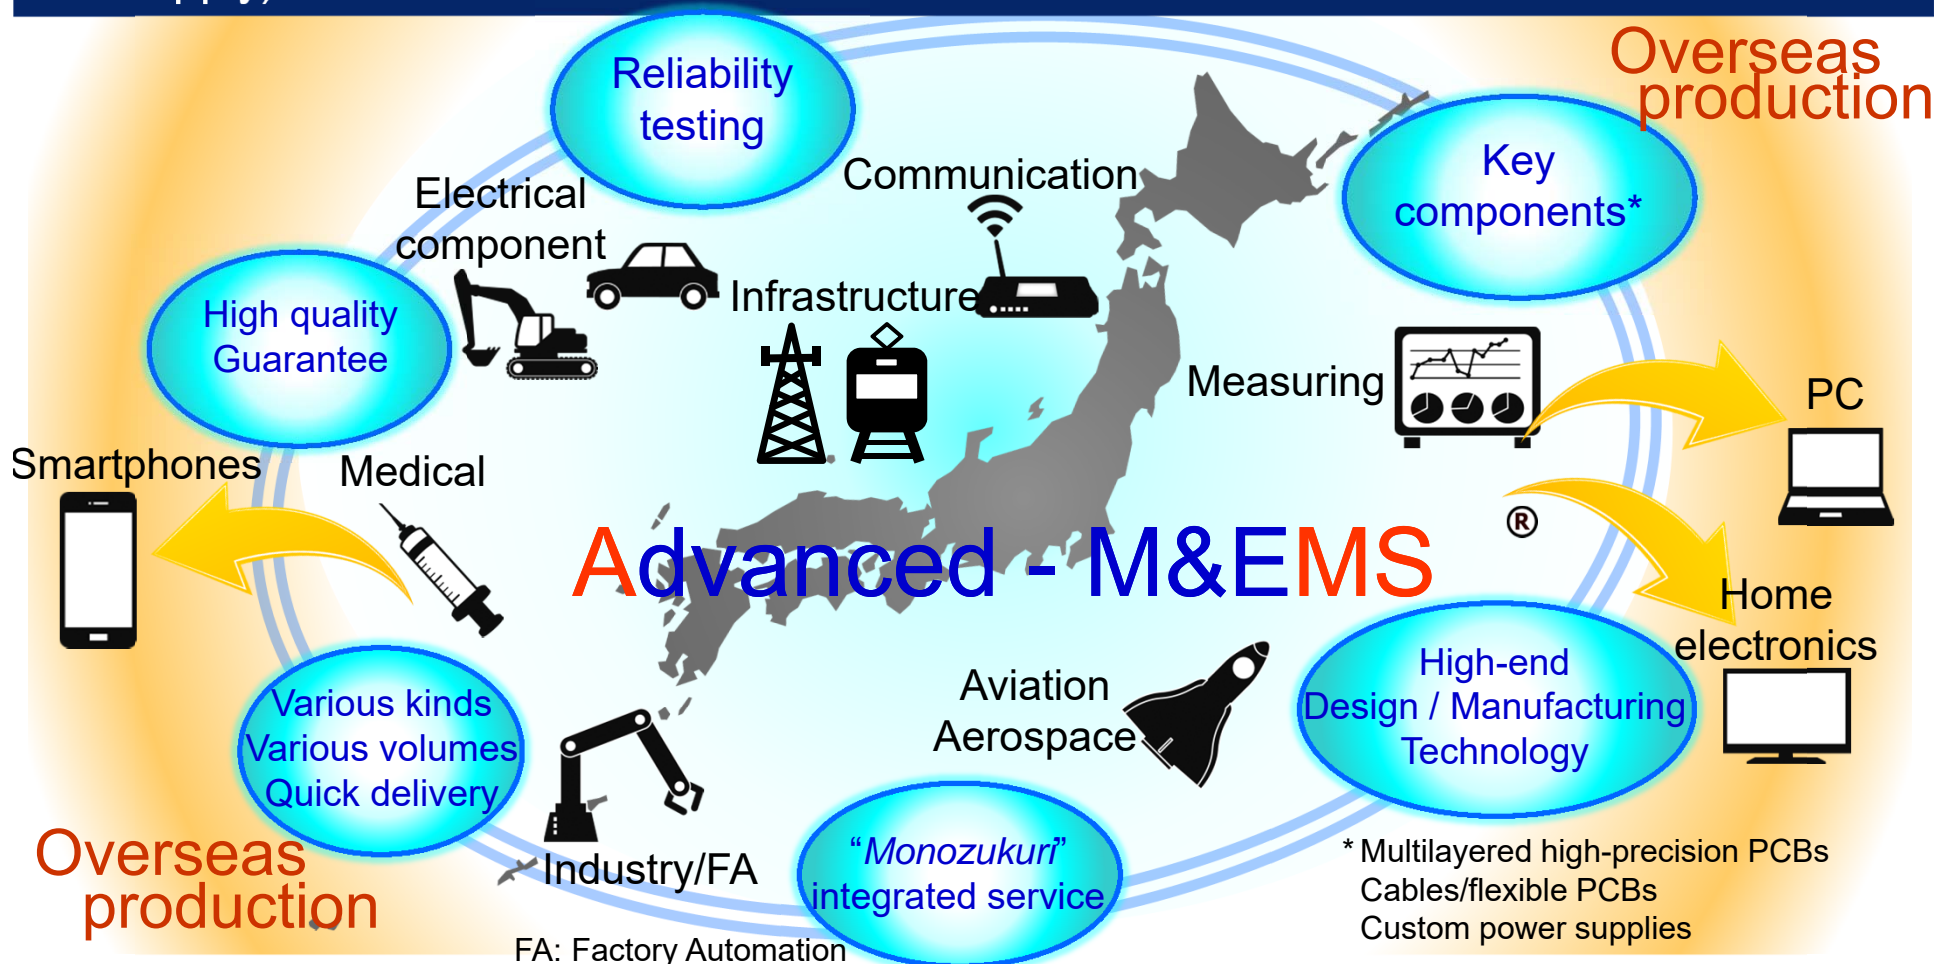 Overseas
production
Reliability
testing
Key
components*
Communication
Electrical
component
Infrastructure
High quality
Guarantee
Measuring
PC
Smartphones
Medical
®
Advanced - M&EMS
Home
electronics
High-end
Design / Manufacturing
Technology
Aviation
Aerospace
Various kinds
Various volumes
Quick delivery
Overseas
production
Industry/FA
“Monozukuri”
integrated service
* Multilayered high-precision PCBs
Cables/flexible PCBs
Custom power supplies
FA: Factory Automation